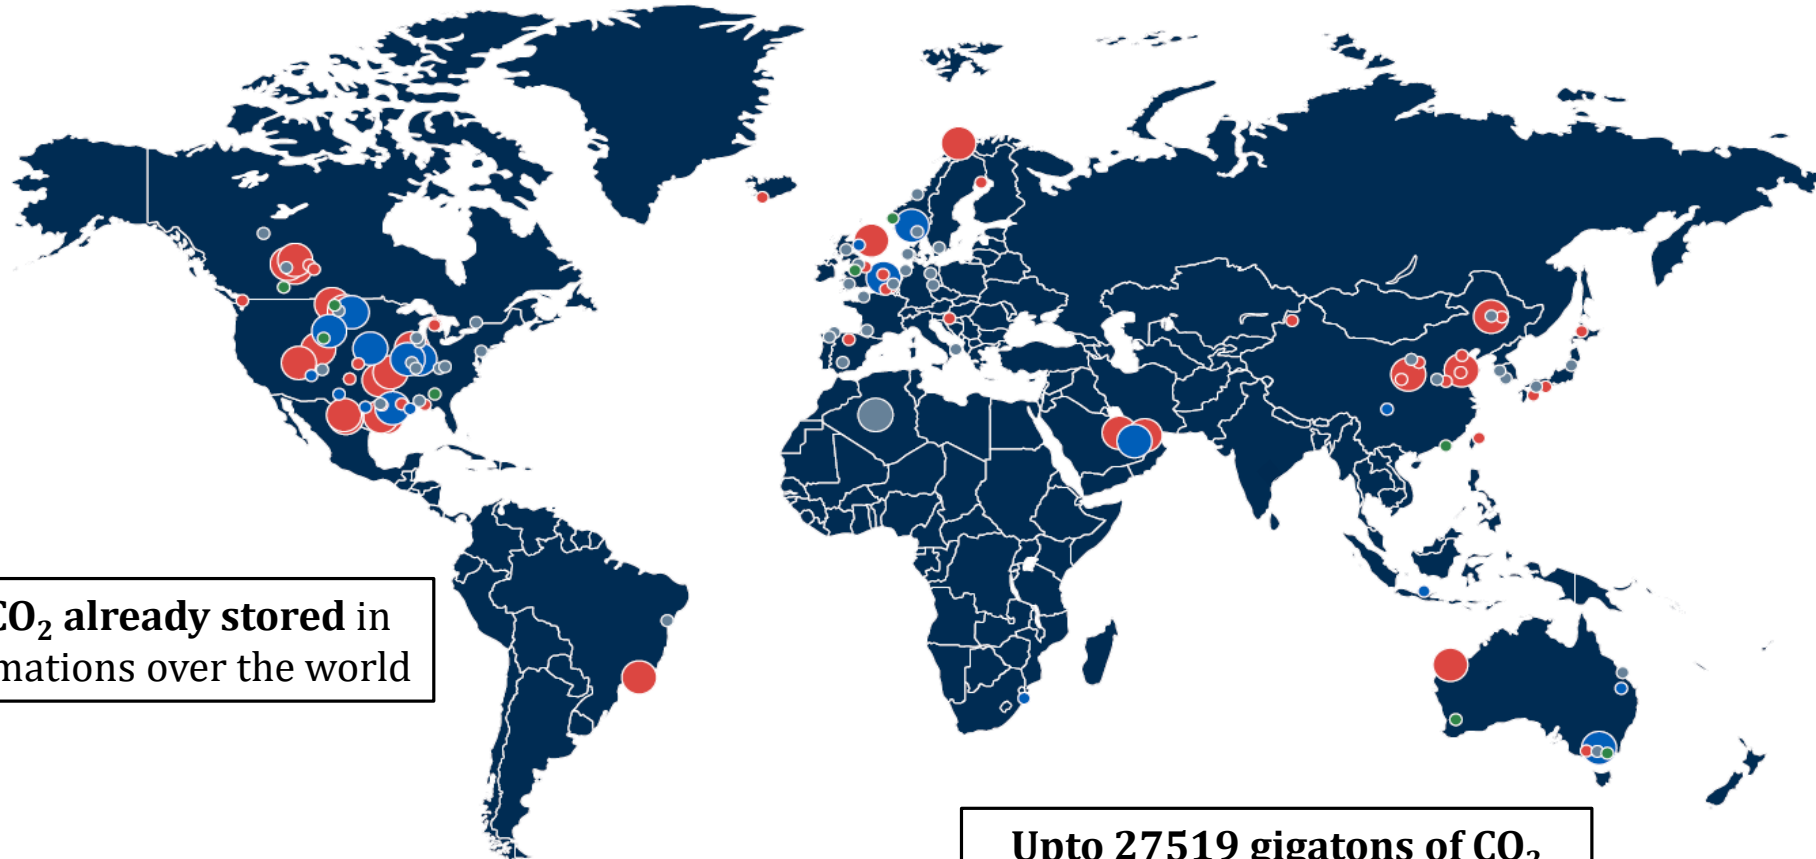 CO₂ already stored in
mations over the world
Upto 27519 gigatons of CO₂